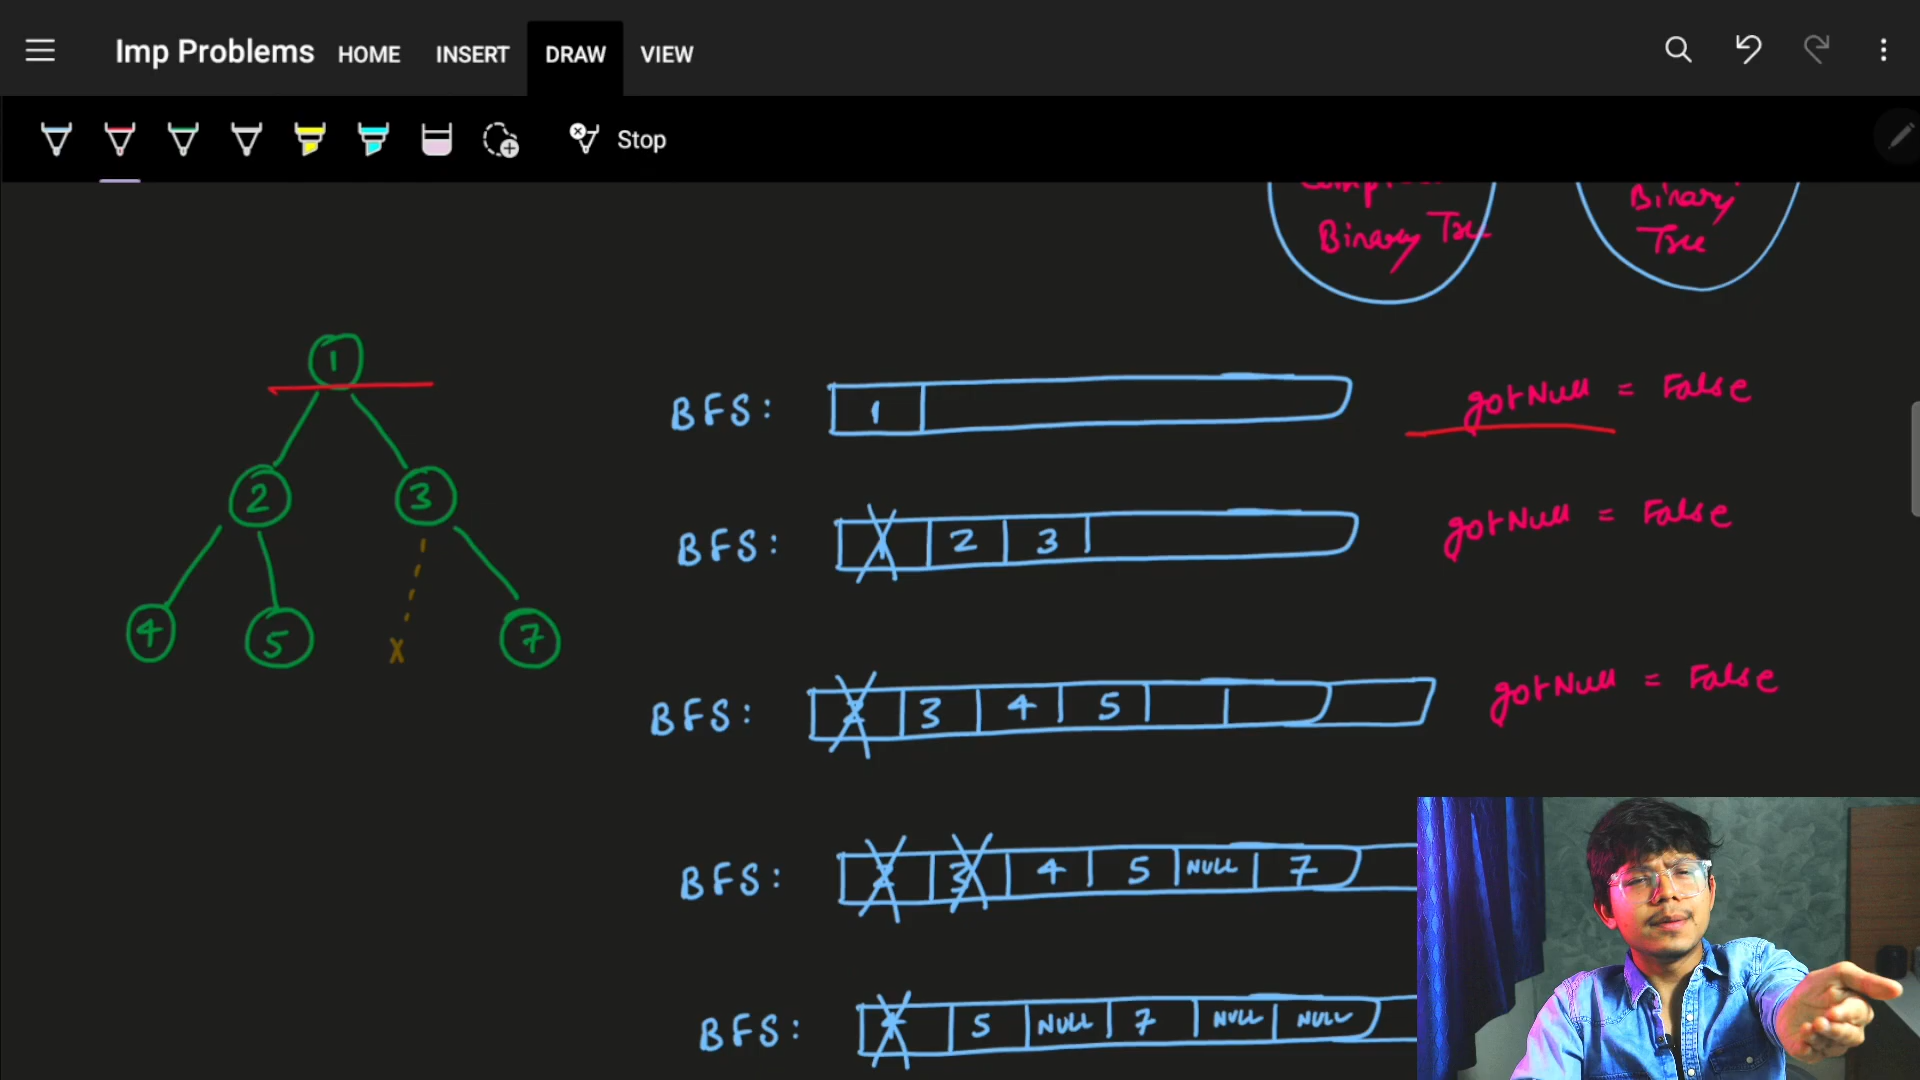 Imp Problems HOME INSERT DRAW VIEW
Stop
Binary Tree
Binary
Tree
1
2 3
4 5 X 7
BFS: 1
gotNull = False
BFS: 1 2 3
gotNull = False
BFS: 2 3 4 5
gotNull = False
BFS: 2 3 4 5 NULL 7
BFS: 4 5 NULL 7 NULL NULL